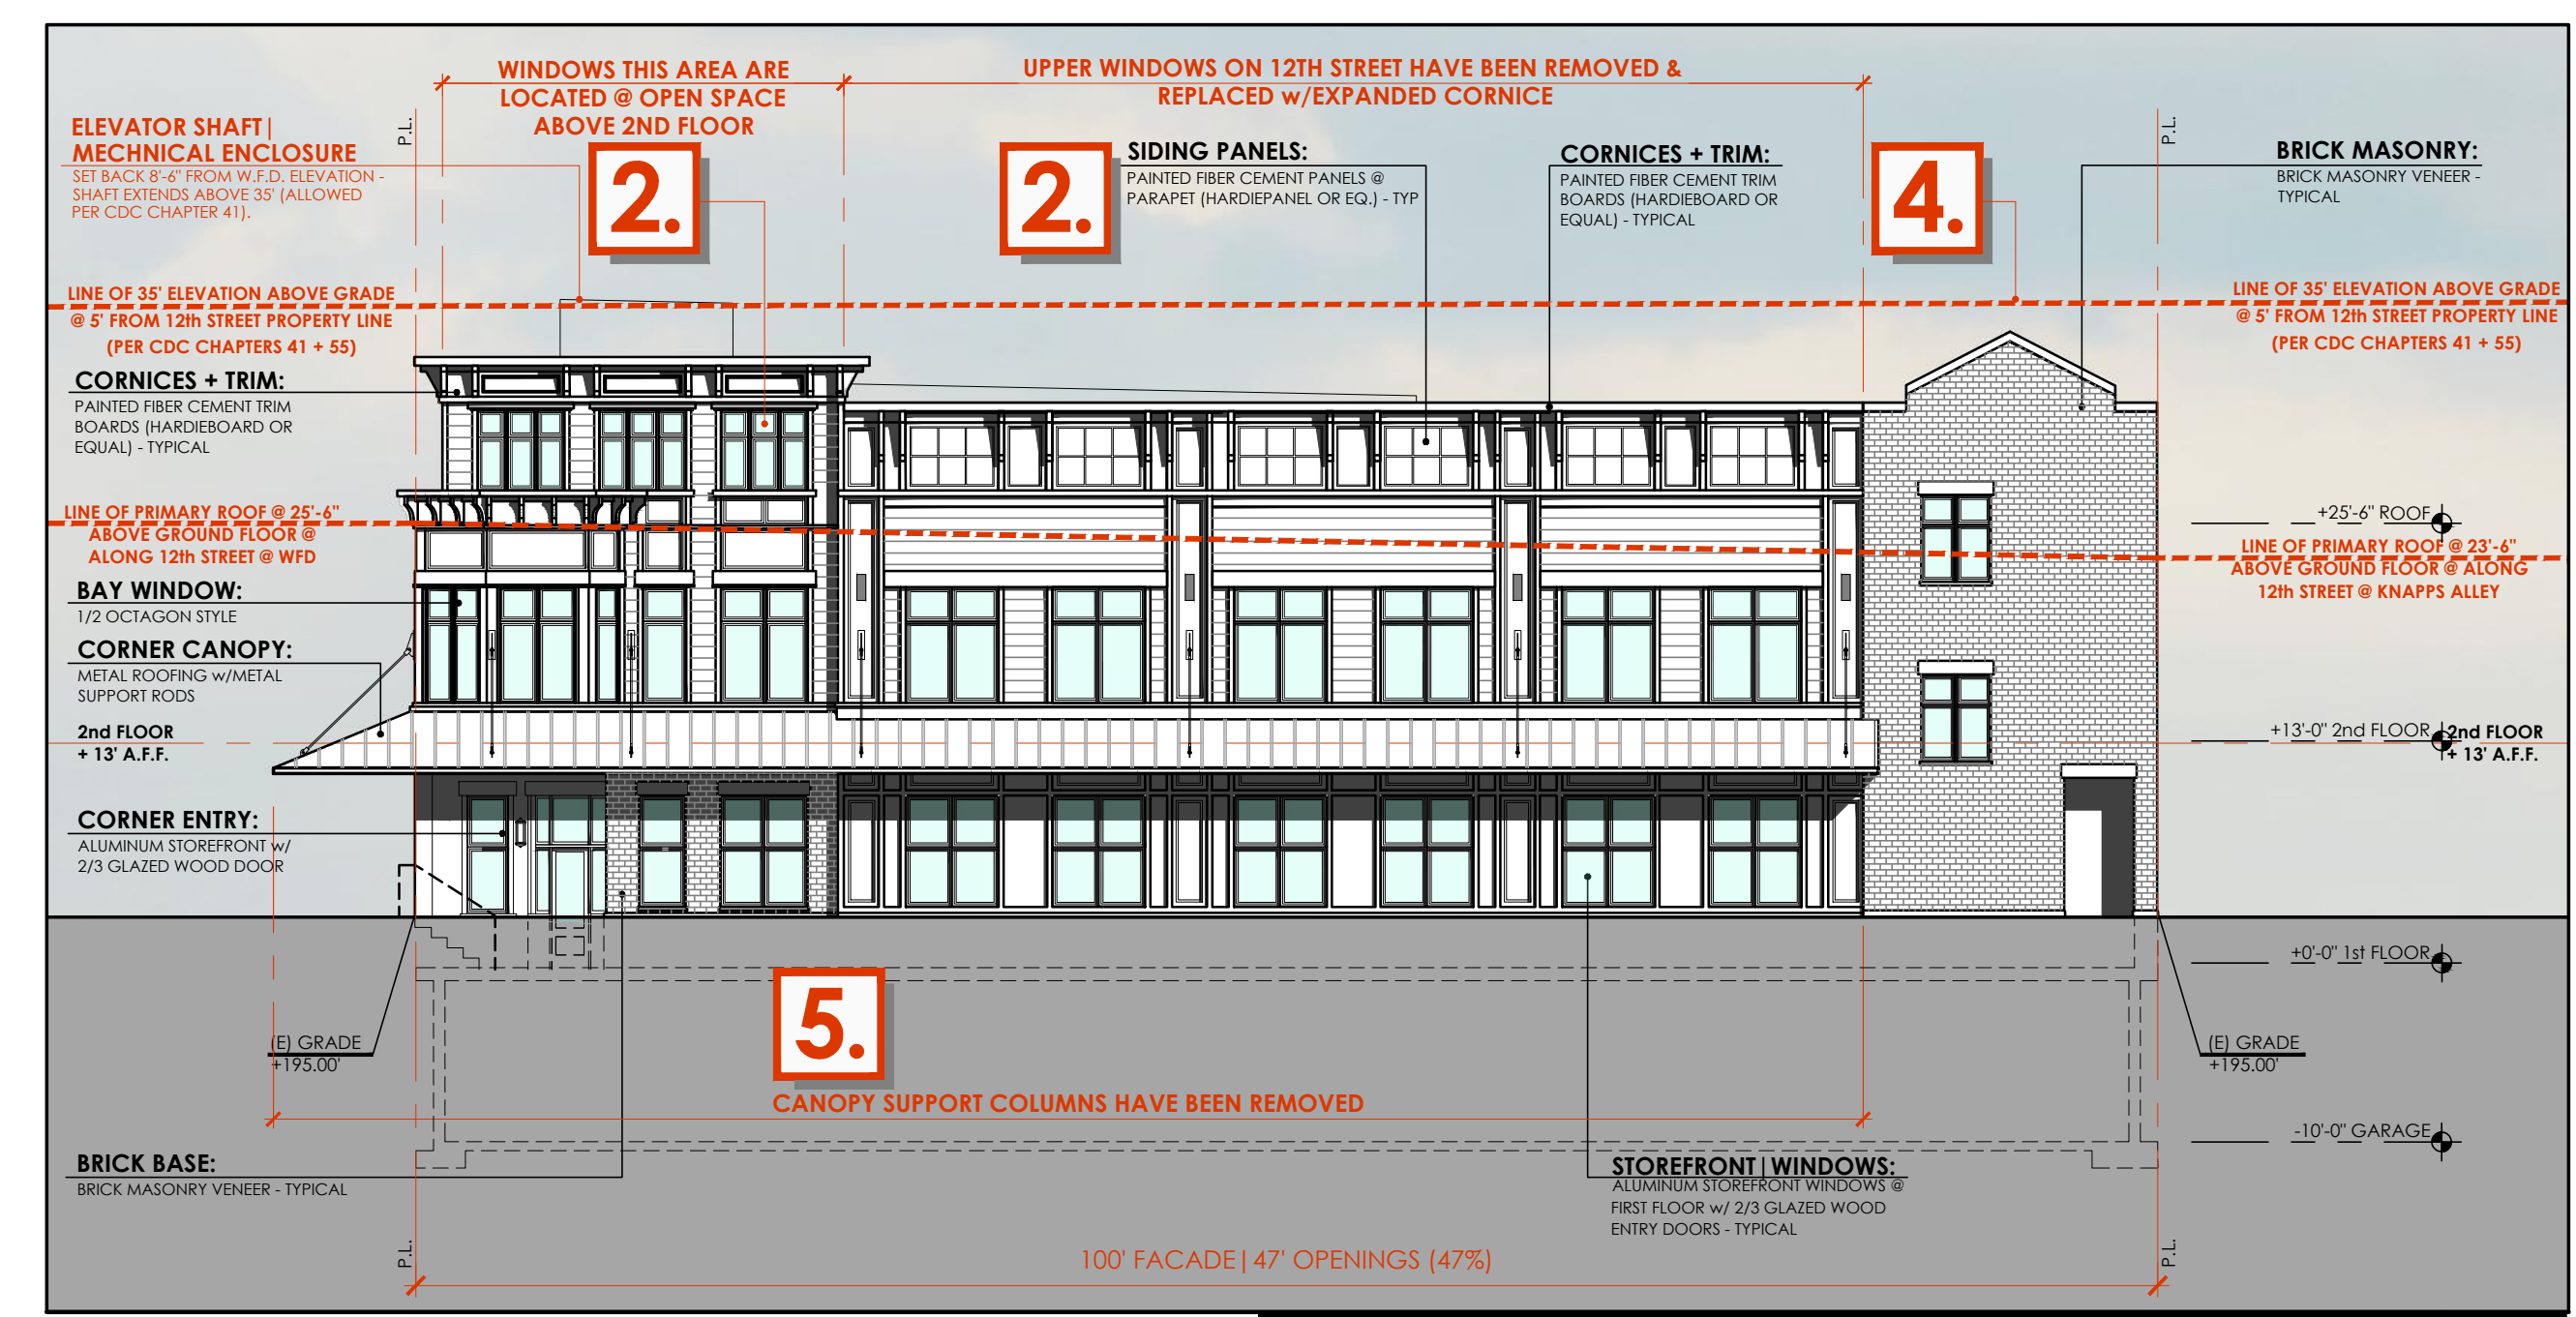 WINDOWS THIS AREA ARE
LOCATED @ OPEN SPACE
ABOVE 2ND FLOOR
UPPER WINDOWS ON 12TH STREET HAVE BEEN REMOVED &
REPLACED w/EXPANDED CORNICE
ELEVATOR SHAFT|
MECHNICAL ENCLOSURE
SET BACK 8'-6" FROM W.F.D. ELEVATION -
SHAFT EXTENDS ABOVE 35' (ALLOWED
PER CDC CHAPTER 41).
P.L.
2.
2.
SIDING PANELS:
PAINTED FIBER CEMENT PANELS @
PARAPET (HARDIEPANEL OR EQ.) - TYP
CORNICES + TRIM:
PAINTED FIBER CEMENT TRIM
BOARDS (HARDIEBOARD OR
EQUAL) - TYPICAL
4.
P.L.
BRICK MASONRY:
BRICK MASONRY VENEER -
TYPICAL
LINE OF 35' ELEVATION ABOVE GRADE
@ 5' FROM 12th STREET PROPERTY LINE
(PER CDC CHAPTERS 41 + 55)
LINE OF 35' ELEVATION ABOVE GRADE
@ 5' FROM 12th STREET PROPERTY LINE
(PER CDC CHAPTERS 41 + 55)
CORNICES + TRIM:
PAINTED FIBER CEMENT TRIM
BOARDS (HARDIEBOARD OR
EQUAL) - TYPICAL
LINE OF PRIMARY ROOF @ 25'-6"
ABOVE GROUND FLOOR @
ALONG 12th STREET @ WFD
+25'-6" ROOF
LINE OF PRIMARY ROOF @ 23'-6"
ABOVE GROUND FLOOR @ ALONG
12th STREET @ KNAPPS ALLEY
BAY WINDOW:
1/2 OCTAGON STYLE
CORNER CANOPY:
METAL ROOFING w/METAL
SUPPORT RODS
2nd FLOOR
+ 13' A.F.F.
+13'-0" 2nd FLOOR
2nd FLOOR
+ 13' A.F.F.
CORNER ENTRY:
ALUMINUM STOREFRONT w/
2/3 GLAZED WOOD DOOR
+0'-0" 1st FLOOR
5.
(E) GRADE
+195.00'
(E) GRADE
+195.00'
CANOPY SUPPORT COLUMNS HAVE BEEN REMOVED
-10'-0" GARAGE
BRICK BASE:
BRICK MASONRY VENEER - TYPICAL
STOREFRONT|WINDOWS:
ALUMINUM STOREFRONT WINDOWS @
FIRST FLOOR w/ 2/3 GLAZED WOOD
ENTRY DOORS - TYPICAL
P.L.
100' FACADE|47' OPENINGS (47%)
P.L.